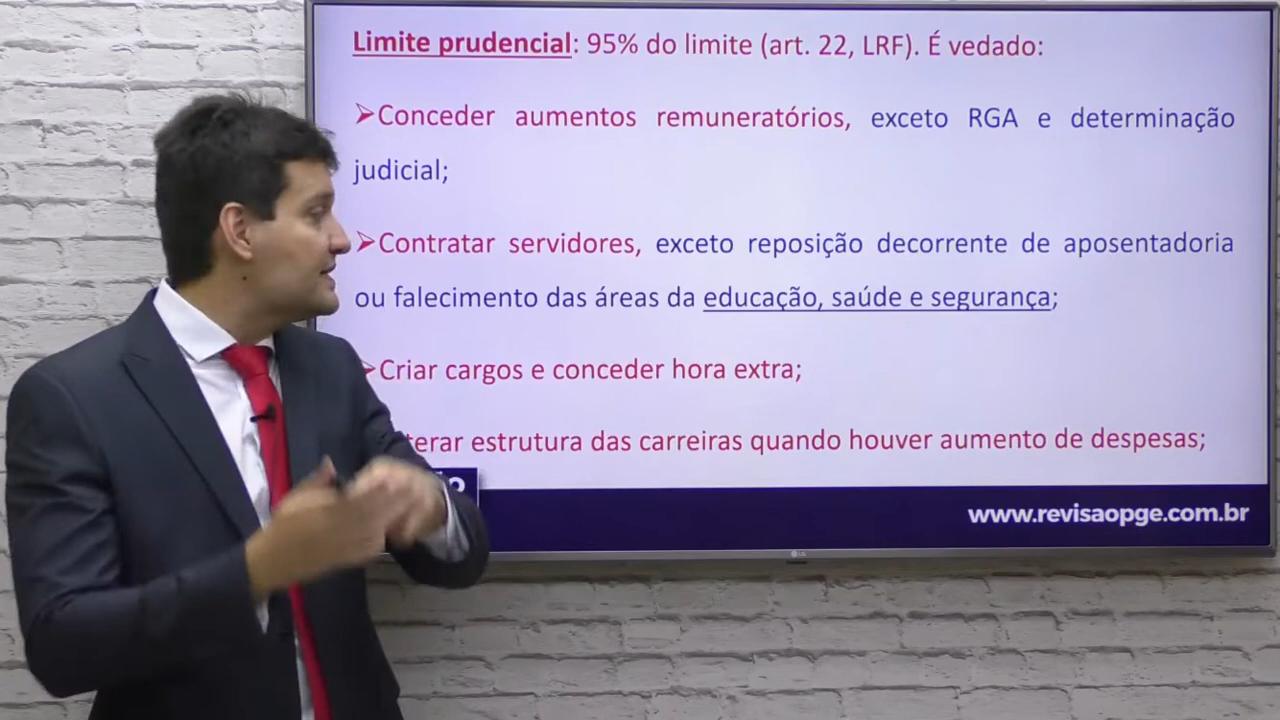 Limite prudencial: 95% do limite (art. 22, LRF). É vedado:
➢Conceder aumentos remuneratórios, exceto RGA e determinação
judicial;
➢Contratar servidores, exceto reposição decorrente de aposentadoria
ou falecimento das áreas da educação, saúde e segurança;
➢Criar cargos e conceder hora extra;
terar estrutura das carreiras quando houver aumento de despesas;
www.revisaopge.com.br
LG